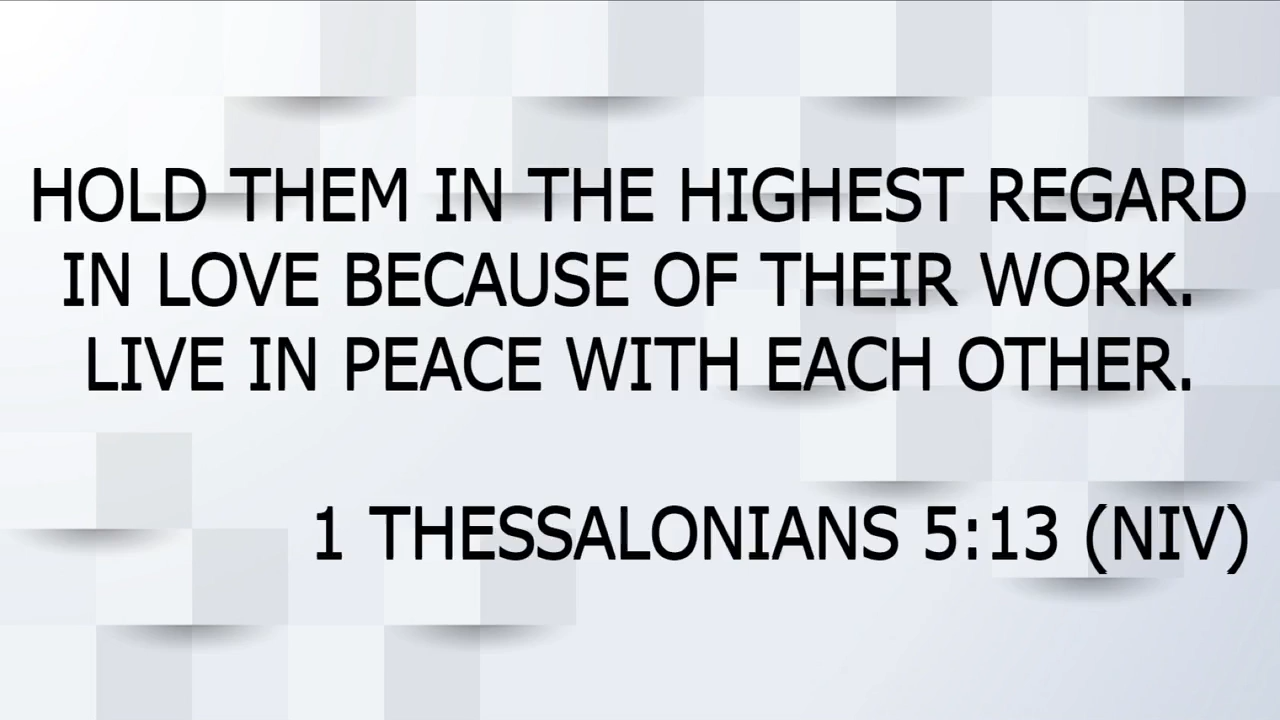 HOLD THEM IN THE HIGHEST REGARD
IN LOVE BECAUSE OF THEIR WORK.
LIVE IN PEACE WITH EACH OTHER.
1 THESSALONIANS 5:13 (NIV)